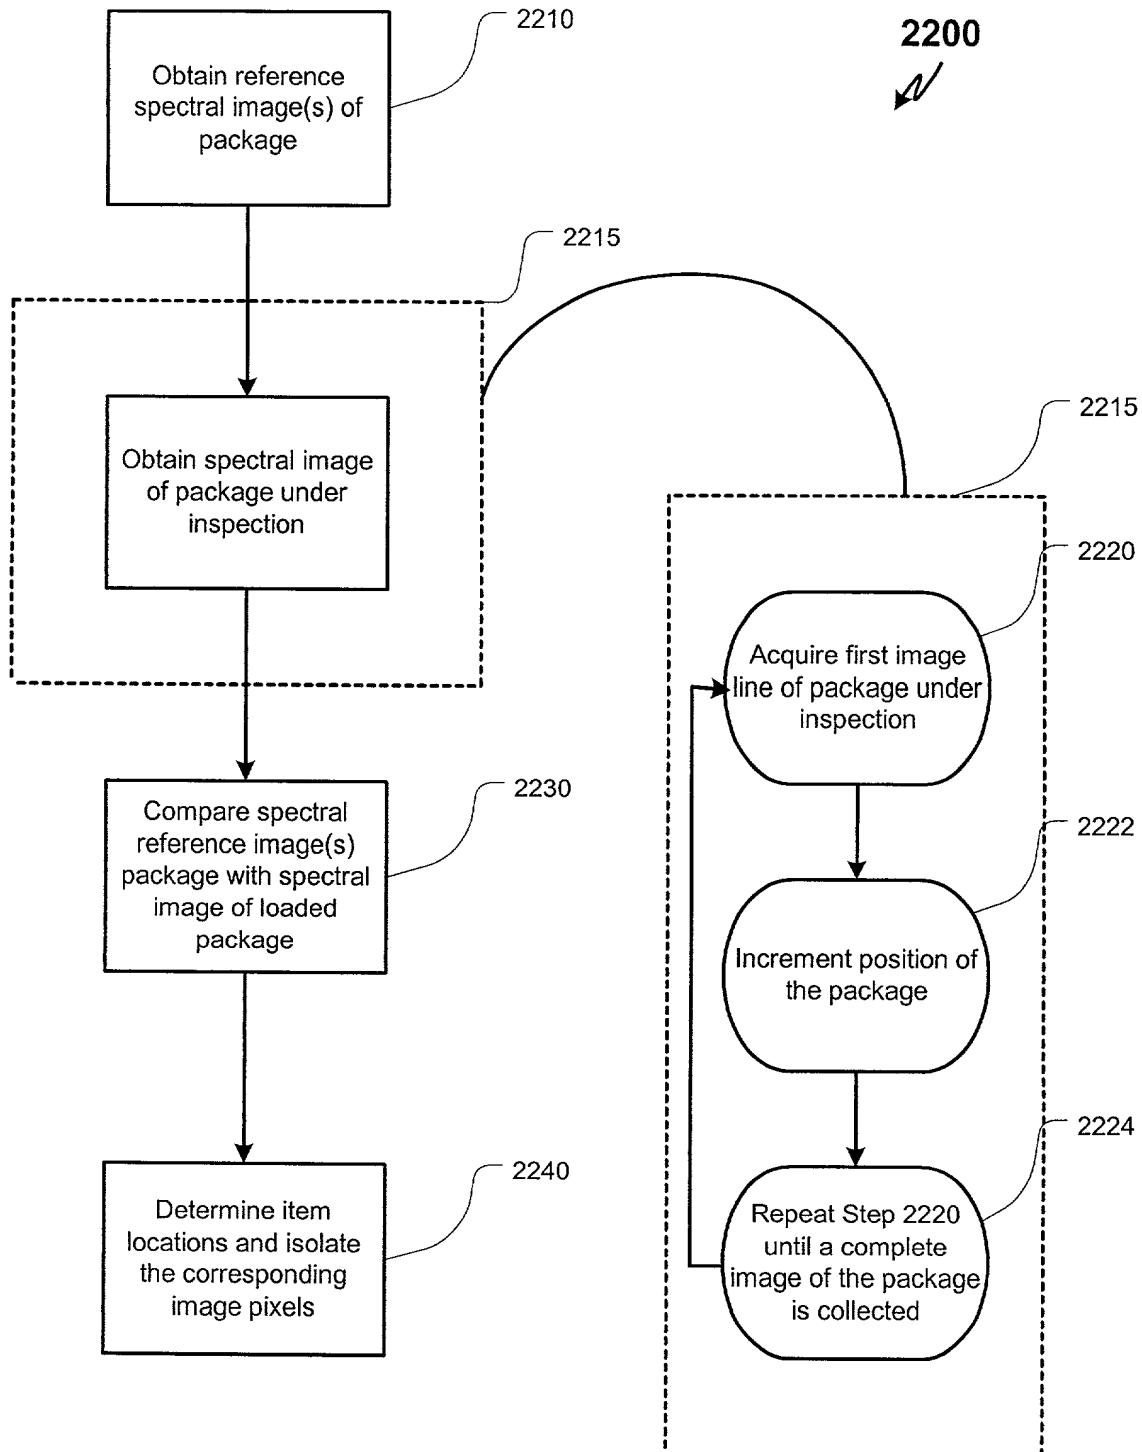 2200
2210
Obtain reference
spectral image(s) of
package
2215
Obtain spectral image
of package under
inspection
2230
Compare spectral
reference image(s)
package with spectral
image of loaded
package
2240
Determine item
locations and isolate
the corresponding
image pixels
2215
2220
Acquire first image
line of package under
inspection
2222
Increment position of
the package
2224
Repeat Step 2220
until a complete
image of the package
is collected